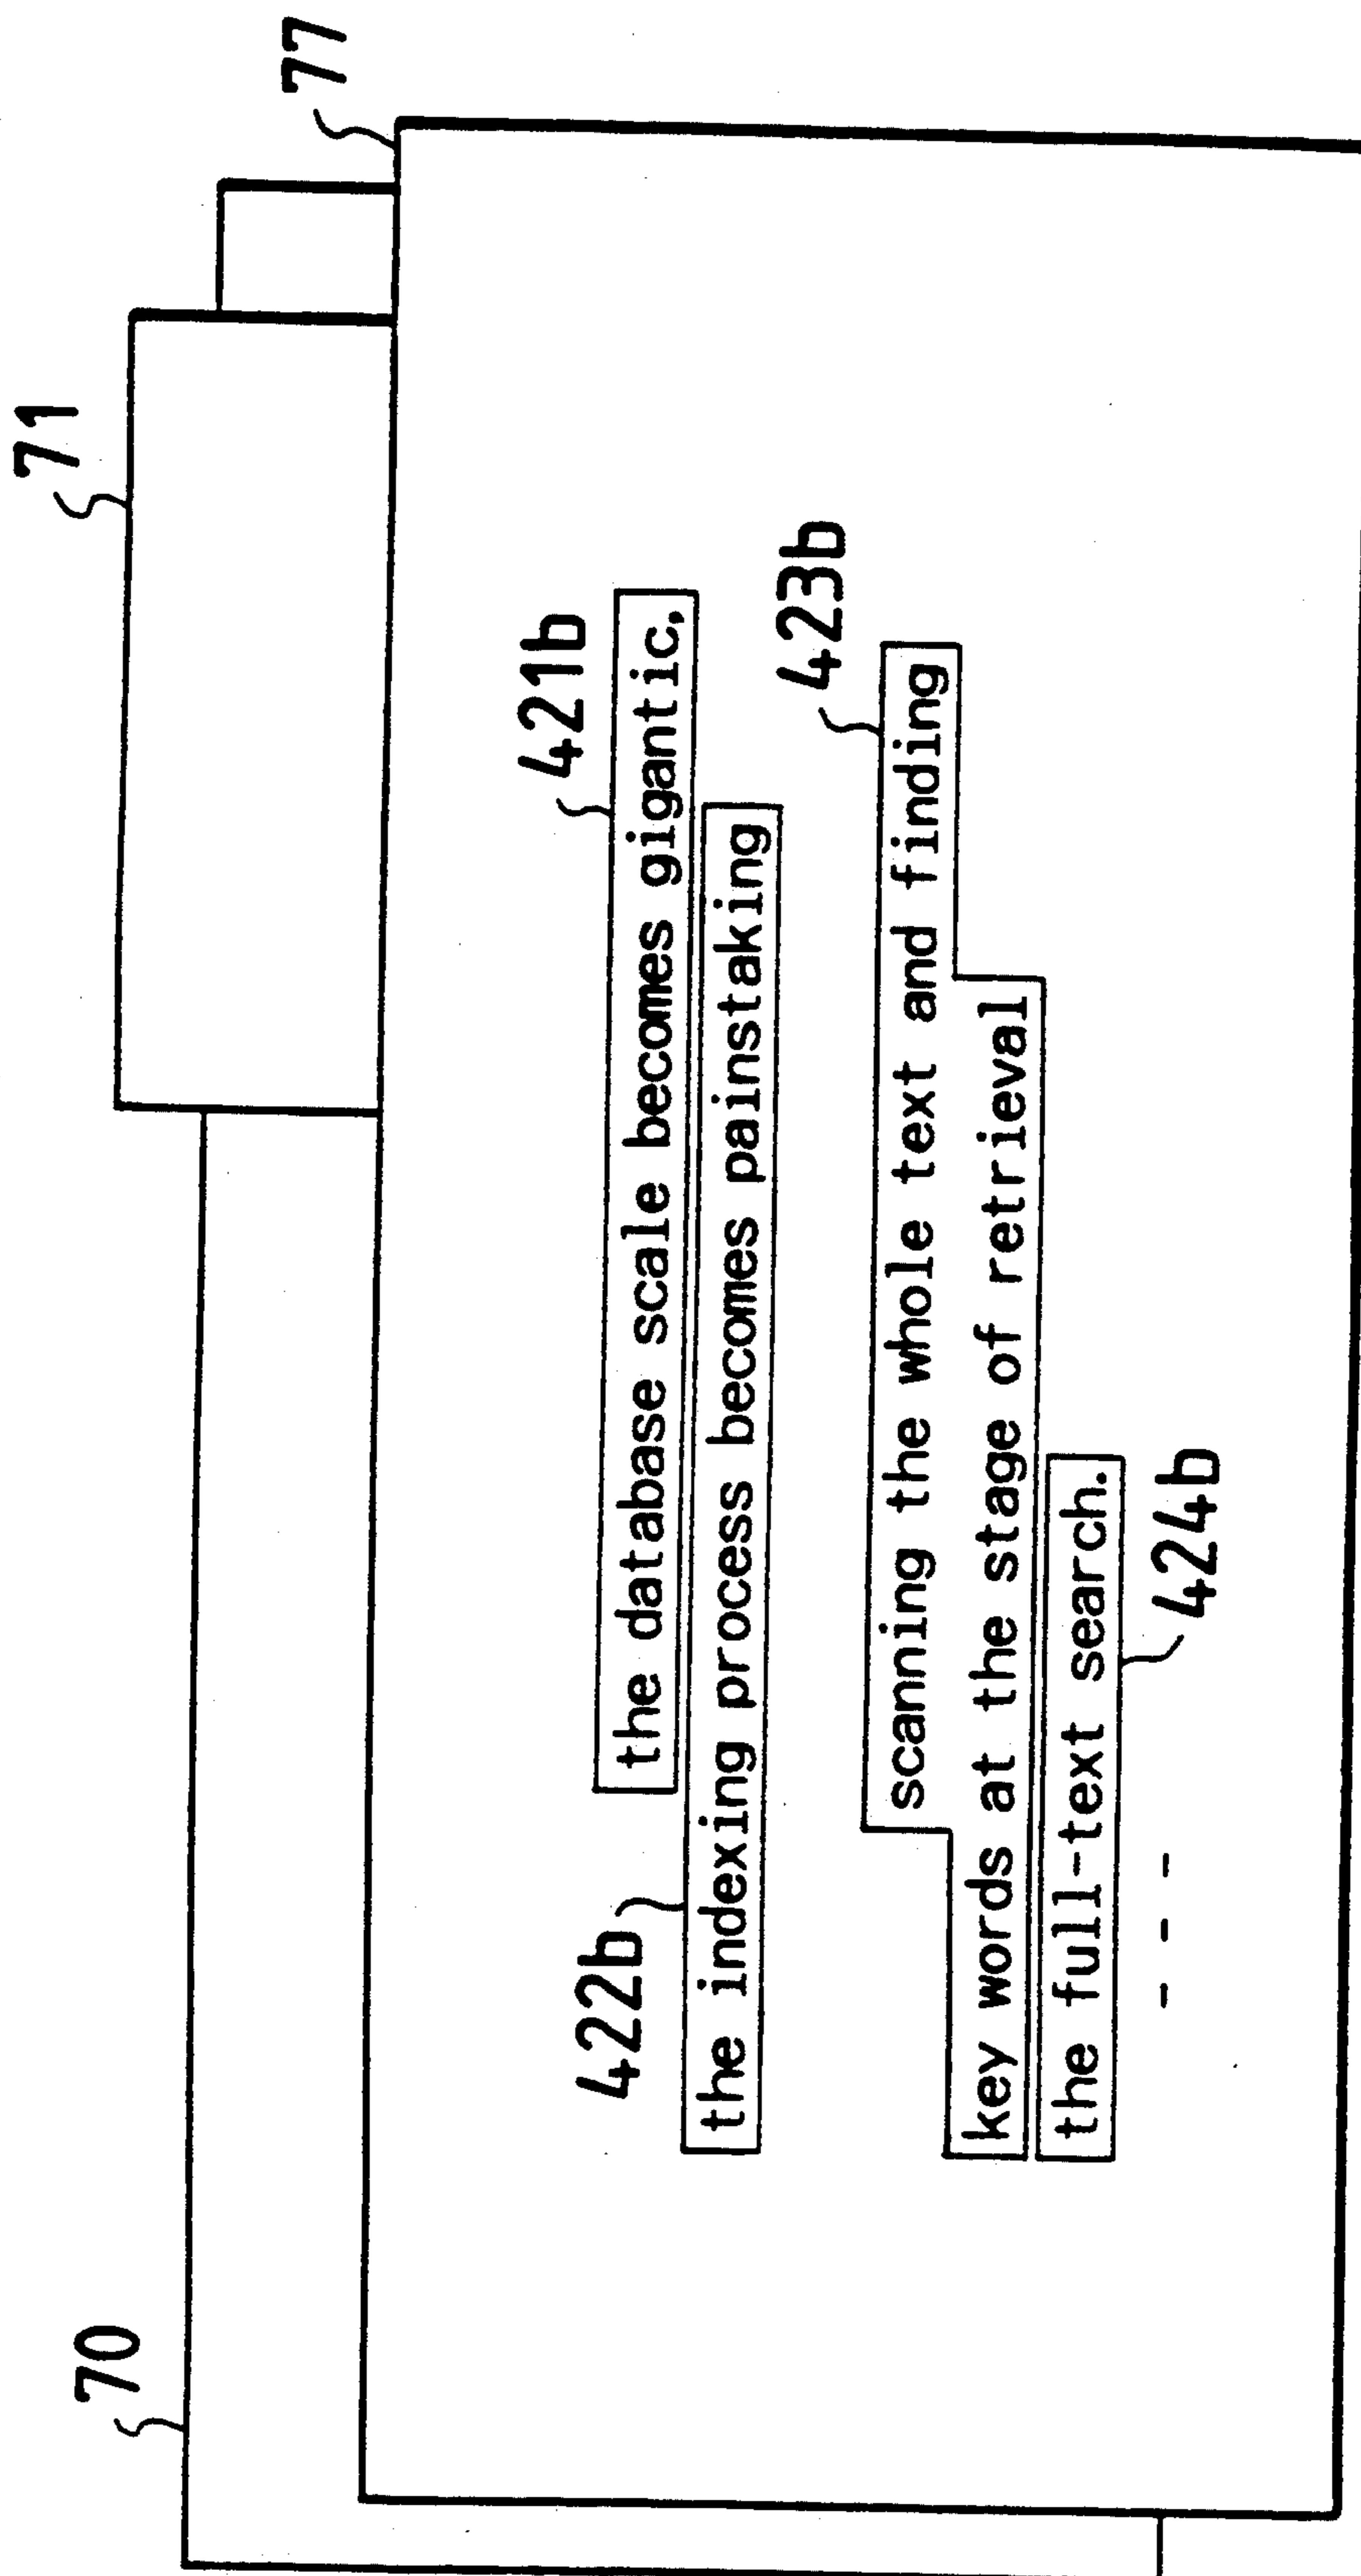 71
77
70
421b
the database scale becomes gigantic,
422b
the indexing process becomes painstaking
423b
scanning the whole text and finding
key words at the stage of retrieval
the full-text search.
424b
- - -